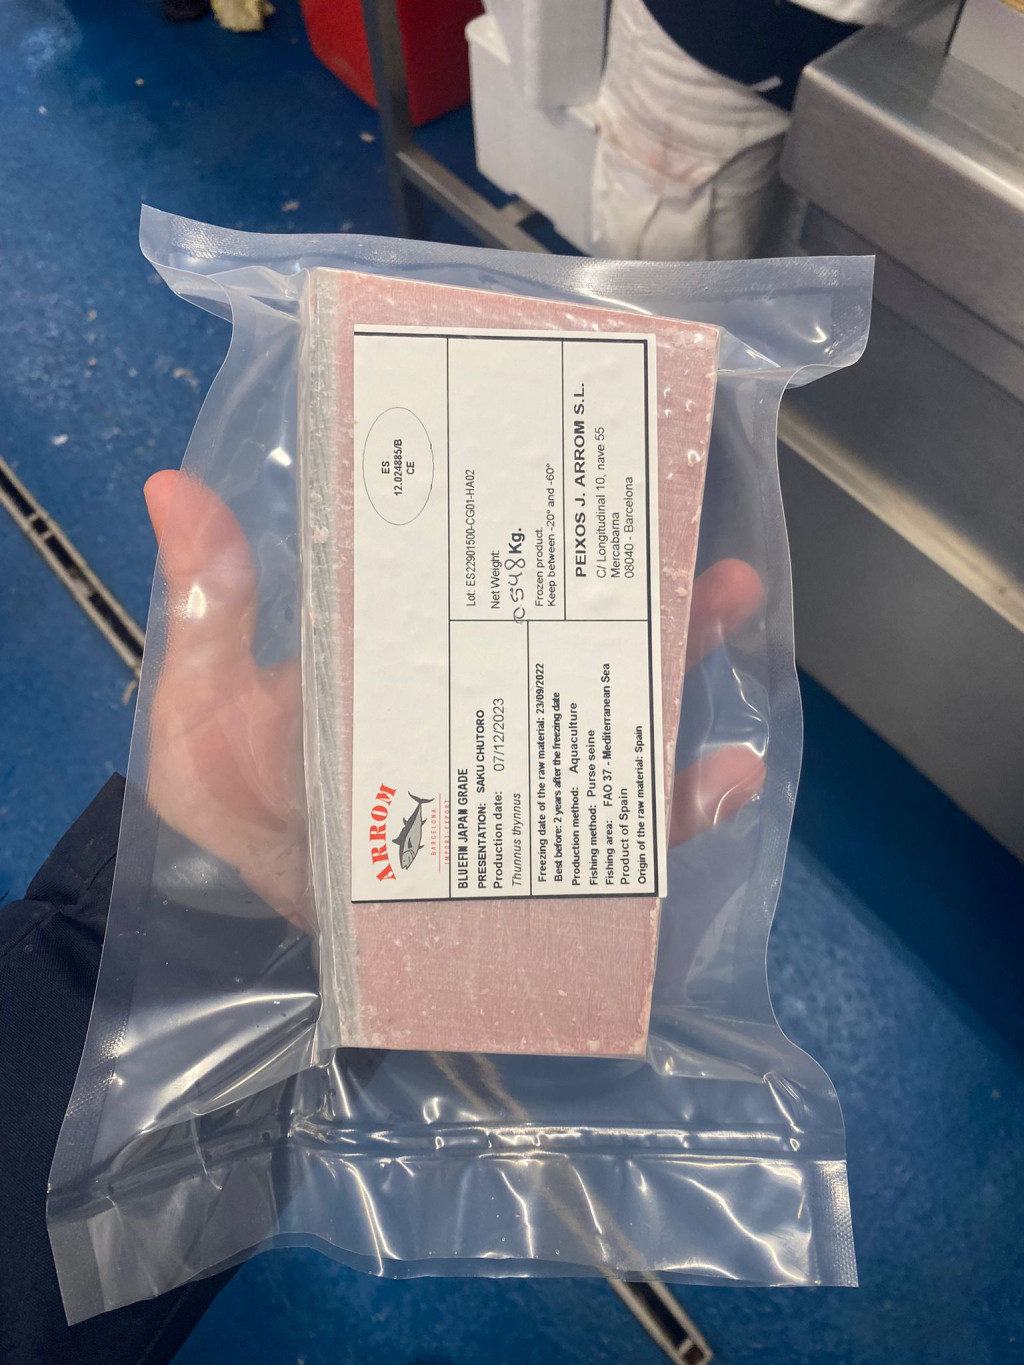 ARROM
BARCELONA
IMPORT-EXPORT
ES
12.024885/B
CE
BLUEFIN JAPAN GRADE
PRESENTATION: SAKU CHUTORO
Production date: 07/12/2023
Thunnus thynnus
Lot: ES22901500-CG01-HA02
Net Weight:
0548 Kg.
Frozen product.
Keep between -20° and -60°
Freezing date of the raw material: 23/09/2022
Best before: 2 years after the freezing date
Production method: Aquaculture
Fishing method: Purse seine
Fishing area: FAO 37 - Mediterranean Sea
Product of Spain
Origin of the raw material: Spain
PEIXOS J. ARROM S.L.
C/ Longitudinal 10, nave 55
Mercabarna
08040 - Barcelona